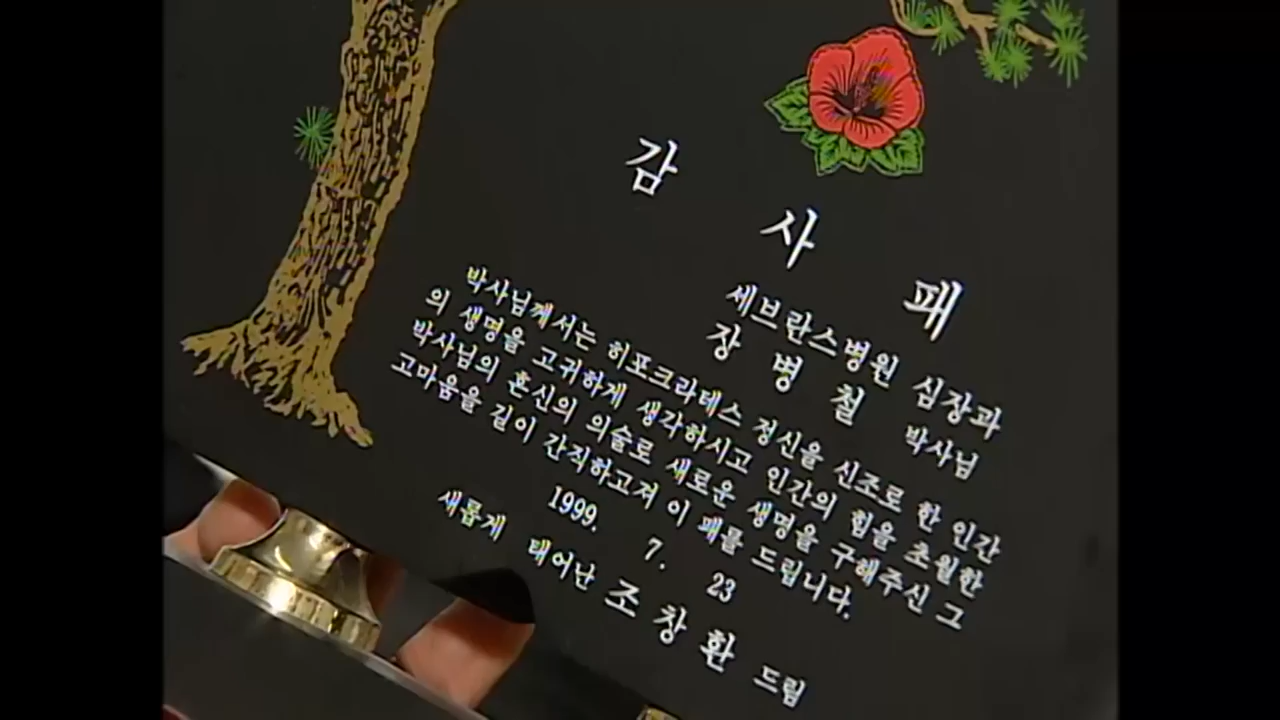 감 사 패
세브란스병원 심장과
장 병 철 박사님
박사님께서는 히포크라테스 정신을 신조로 한 인간
의 생명을 고귀하게 생각하시고 인간의 힘을 초월한
박사님의 혼신의 의술로 새로운 생명을 구해주신 그
고마움을 길이 간직하고져 이 패를 드립니다.
1999. 7. 23
새롭게 태어난 조창환 드림